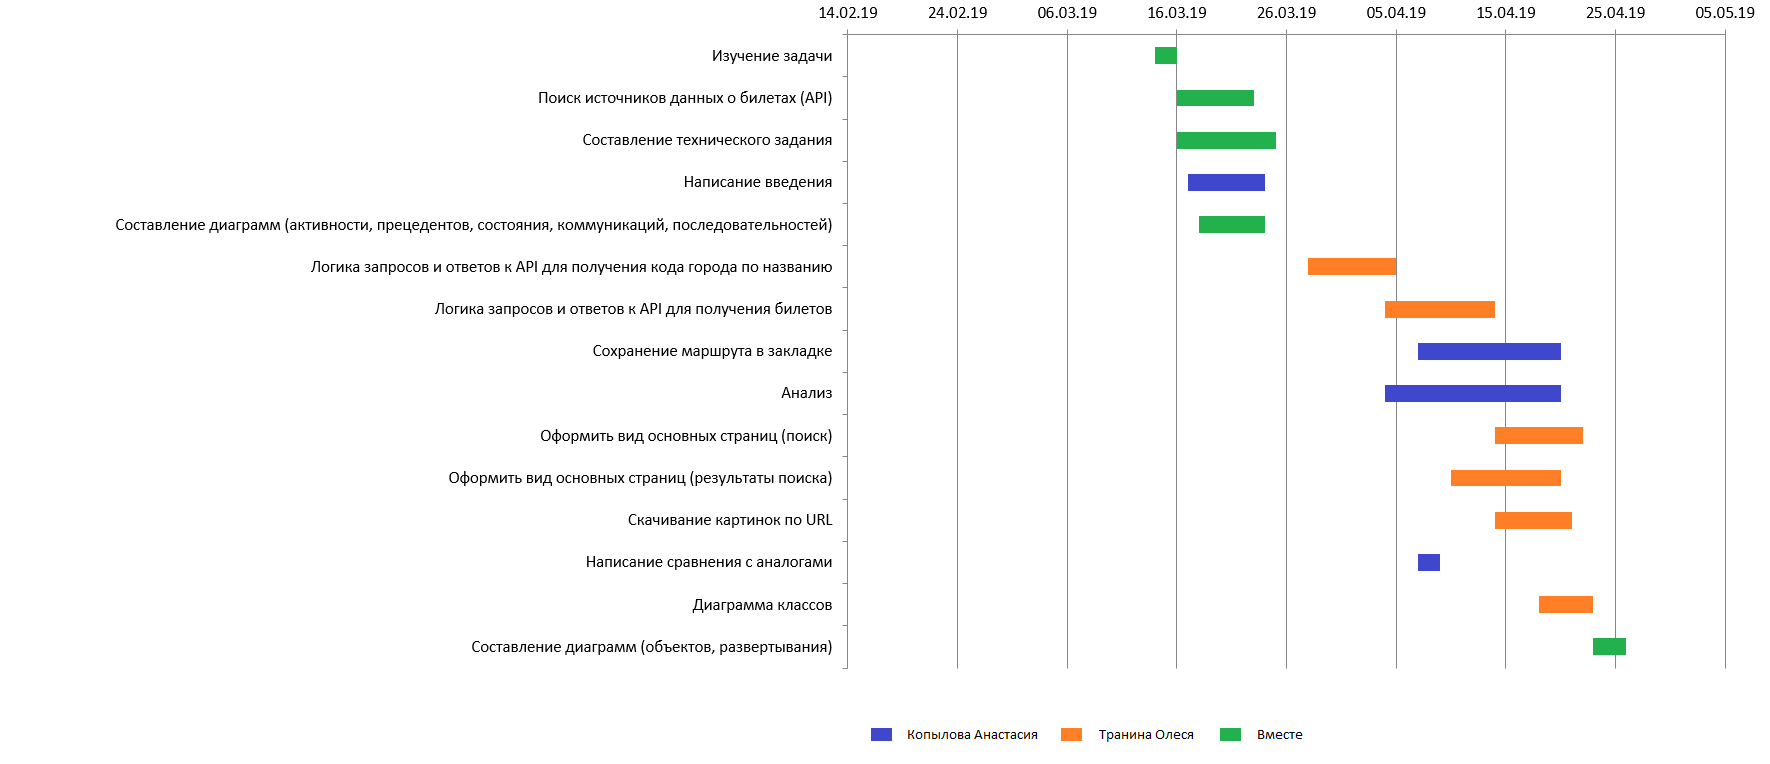 14.02.19 24.02.19 06.03.19 16.03.19 26.03.19 05.04.19 15.04.19 25.04.19 05.05.19
Изучение задачи
Поиск источников данных о билетах (API)
Составление технического задания
Написание введения
Составление диаграмм (активности, прецедентов, состояния, коммуникаций, последовательностей)
Логика запросов и ответов к API для получения кода города по названию
Логика запросов и ответов к API для получения билетов
Сохранение маршрута в закладке
Анализ
Оформить вид основных страниц (поиск)
Оформить вид основных страниц (результаты поиска)
Скачивание картинок по URL
Написание сравнения с аналогами
Диаграмма классов
Составление диаграмм (объектов, развертывания)
Копылова Анастасия Транина Олеся Вместе